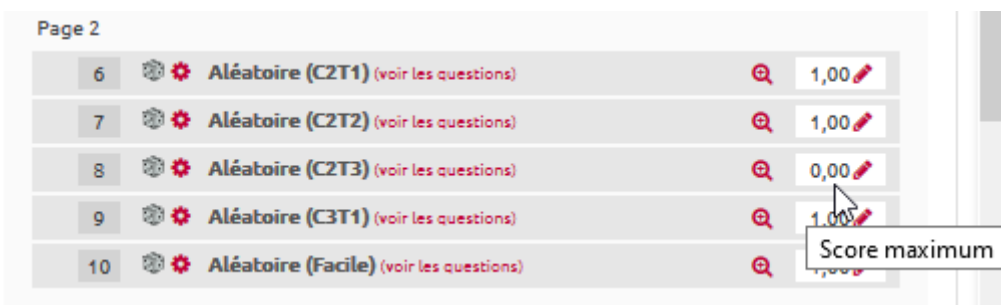 Page 2
6 Aléatoire (C2T1) (voir les questions) 1,00
7 Aléatoire (C2T2) (voir les questions) 1,00
8 Aléatoire (C2T3) (voir les questions) 0,00
9 Aléatoire (C3T1) (voir les questions) 1,00
Score maximum
10 Aléatoire (Facile) (voir les questions)